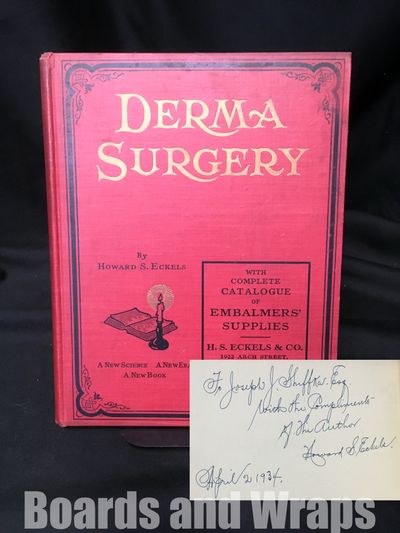 DERMA
SURGERY
By
HOWARD S. ECKELS
A NEW SCIENCE A NEW ERA
A NEW BOOK
WITH
COMPLETE
CATALOGUE
OF
EMBALMERS'
SUPPLIES
H. S. ECKELS & CO.
1922 ARCH STREET,
To Joseph J. Shiffka. Esq
With the Compliments
of the Author
Howard S. Eckels.
April 2 1934.
Boards and Wraps